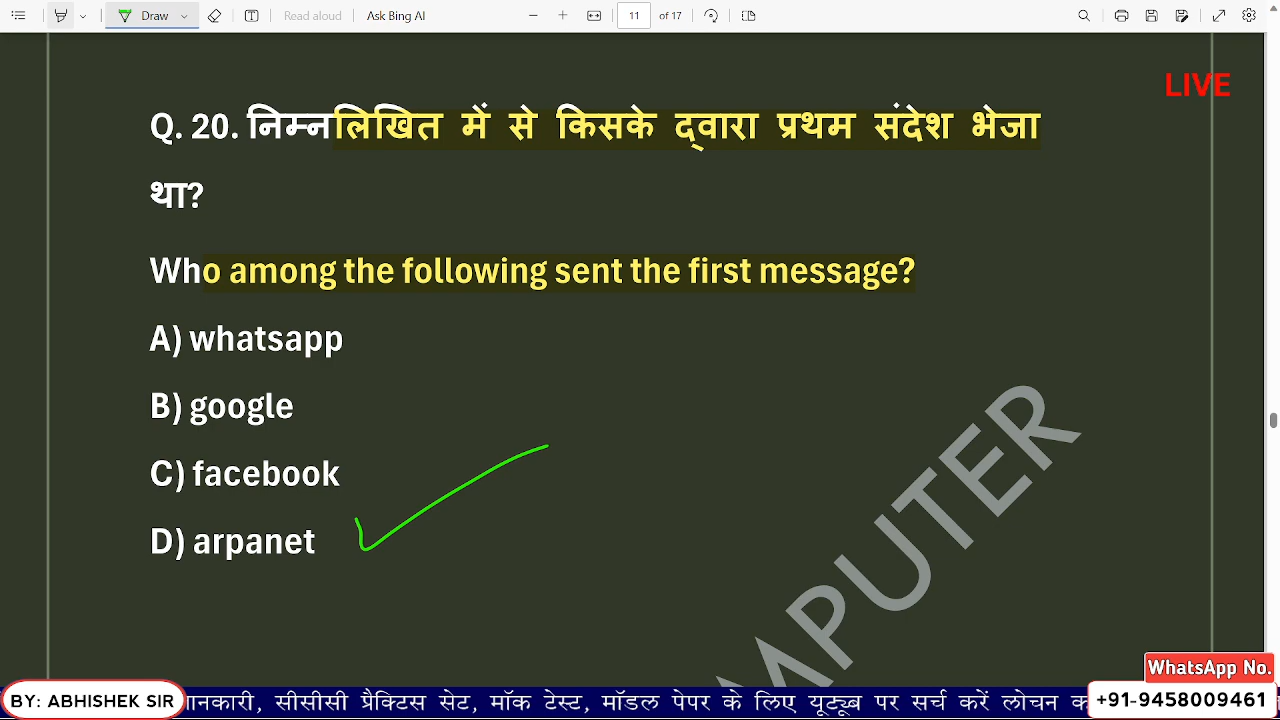 Draw
Read aloud
Ask Bing AI
11 of 17
LIVE
Q. 20. निम्नलिखित में से किसके द्वारा प्रथम संदेश भेजा
था?
Who among the following sent the first message?
A) whatsapp
B) google
C) facebook
D) arpanet
MPUTER
WhatsApp No.
BY: ABHISHEK SIR
ानकारी, सीसीसी प्रैक्टिस सेट, मॉक टेस्ट, मॉडल पेपर के लिए यूट्यूब पर सर्च करें लोचन क
+91-9458009461